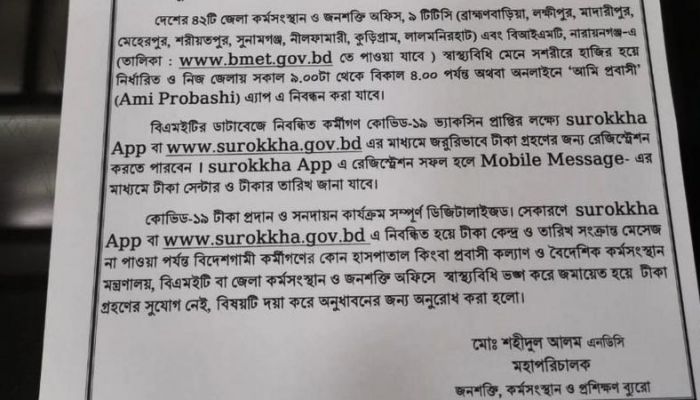 দেশের ৪২টি জেলা কর্মসংস্থান ও জনশক্তি অফিস, ৯ টিটিসি (ব্রাহ্মণবাড়িয়া, লক্ষীপুর, মাদারীপুর,
মেহেরপুর, শরীয়তপুর, সুনামগঞ্জ, নীলফামারী, কুড়িগ্রাম, লালমনিরহাট) এবং বিআইএমটি, নারায়নগঞ্জ-এ
(তালিকা : www.bmet.gov.bd তে পাওয়া যাবে ) স্বাস্থ্যবিধি মেনে সশরীরে হাজির হয়ে
নির্ধারিত ও নিজ জেলায় সকাল ৯.০০টা থেকে বিকাল ৪.০০ পর্যন্ত অথবা অনলাইনে ‘আমি প্রবাসী’
(Ami Probashi) এ্যাপ এ নিবন্ধন করা যাবে।
বিএমইটির ডাটাবেজে নিবন্ধিত কর্মীগণ কোভিড-১৯ ভ্যাকসিন প্রাপ্তির লক্ষ্যে surokkha
App বা www.surokkha.gov.bd এর মাধ্যমে জরুরিভাবে টীকা গ্রহণের জন্য রেজিস্ট্রেশন
করতে পারবেন । surokkha App এ রেজিস্ট্রেশন সফল হলে Mobile Message- এর
মাধ্যমে টীকা সেন্টার ও টীকার তারিখ জানা যাবে।
কোভিড-১৯ টীকা প্রদান ও সনদায়ন কার্যক্রম সম্পূর্ণ ডিজিটালাইজড। সেকারণে surokkha
App বা www.surokkha.gov.bd এ নিবন্ধিত হয়ে টীকা কেন্দ্র ও তারিখ সংক্রান্ত মেসেজ
না পাওয়া পর্যন্ত বিদেশগামী কর্মীগণের কোন হাসপাতাল কিংবা প্রবাসী কল্যাণ ও বৈদেশিক কর্মসংস্থান
মন্ত্রণালয়, বিএমইটি বা জেলা কর্মসংস্থান ও জনশক্তি অফিসে স্বাস্থ্যবিধি ভঙ্গ করে জমায়েত হয়ে টীকা
গ্রহণের সুযোগ নেই, বিষয়টি দয়া করে অনুধাবনের জন্য অনুরোধ করা হলো।
মোঃ শহীদুল আলম এনডিসি
মহাপরিচালক
জনশক্তি, কর্মসংস্থান ও প্রশিক্ষণ ব্যুরো